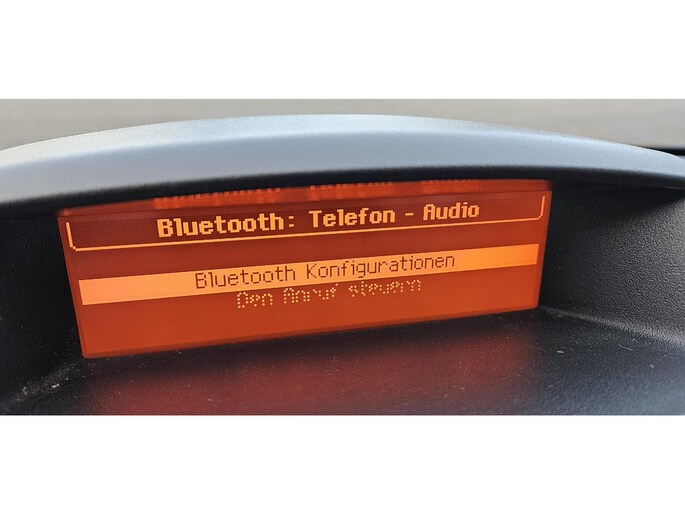 Bluetooth: Telefon - Audio
Bluetooth Konfigurationen
Den Anruf steuern